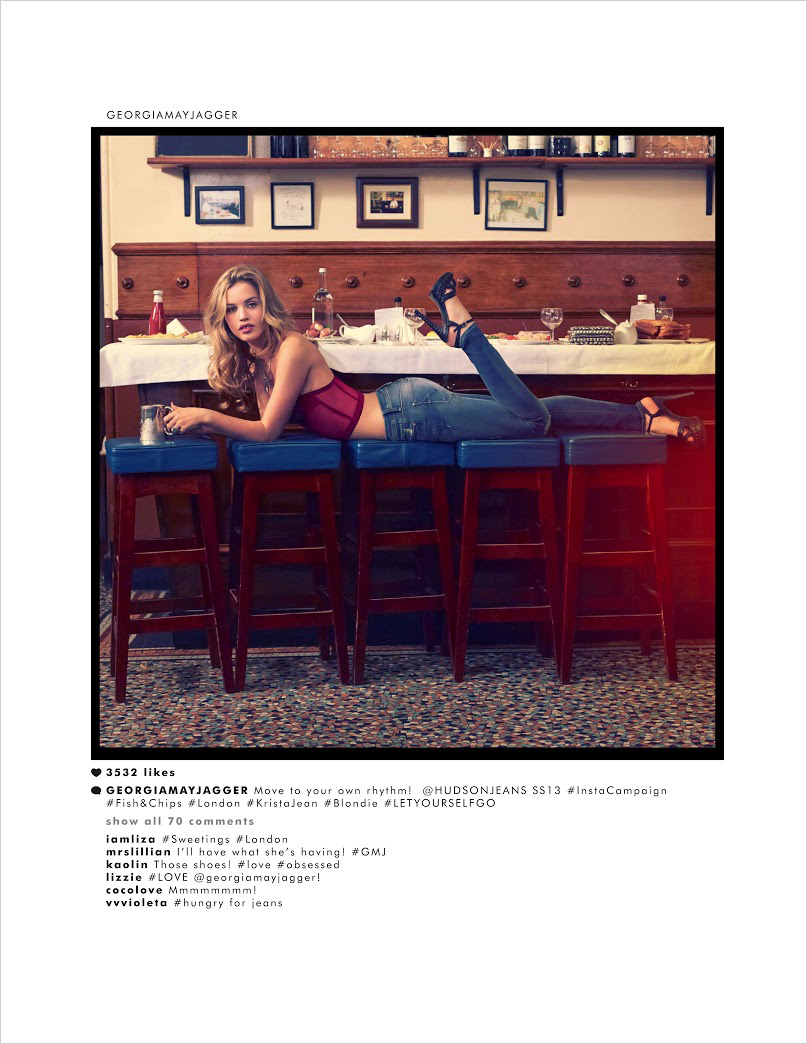 GEORGIAMAYJAGGER
3532 likes
GEORGIAMAYJAGGER Move to your own rhythm! @HUDSONJEANS SS13 #InstaCampaign
#Fish&Chips #London #KristaJean #Blondie #LETYOURSELFGO
show all 70 comments
iamliza #Sweetings #London
mrslillian I'll have what she's having! #GMJ
kaolin Those shoes! #love #obsessed
lizzie #LOVE @georgiamayjagger!
cocolove Mmmmmmmm!
vvvioleta #hungry for jeans